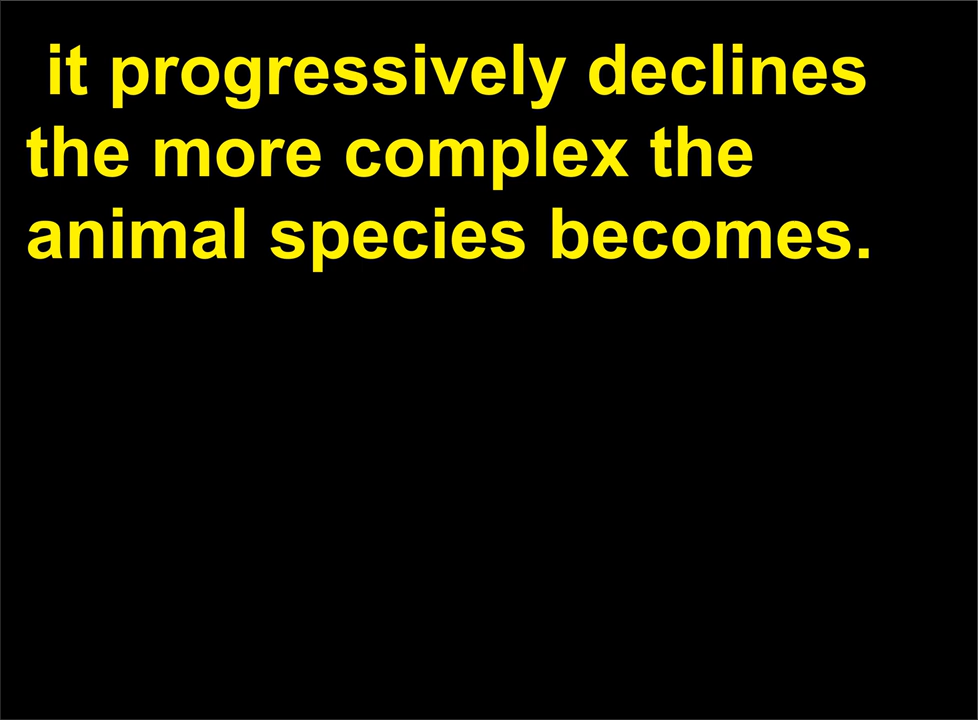 it progressively declines
the more complex the
animal species becomes.